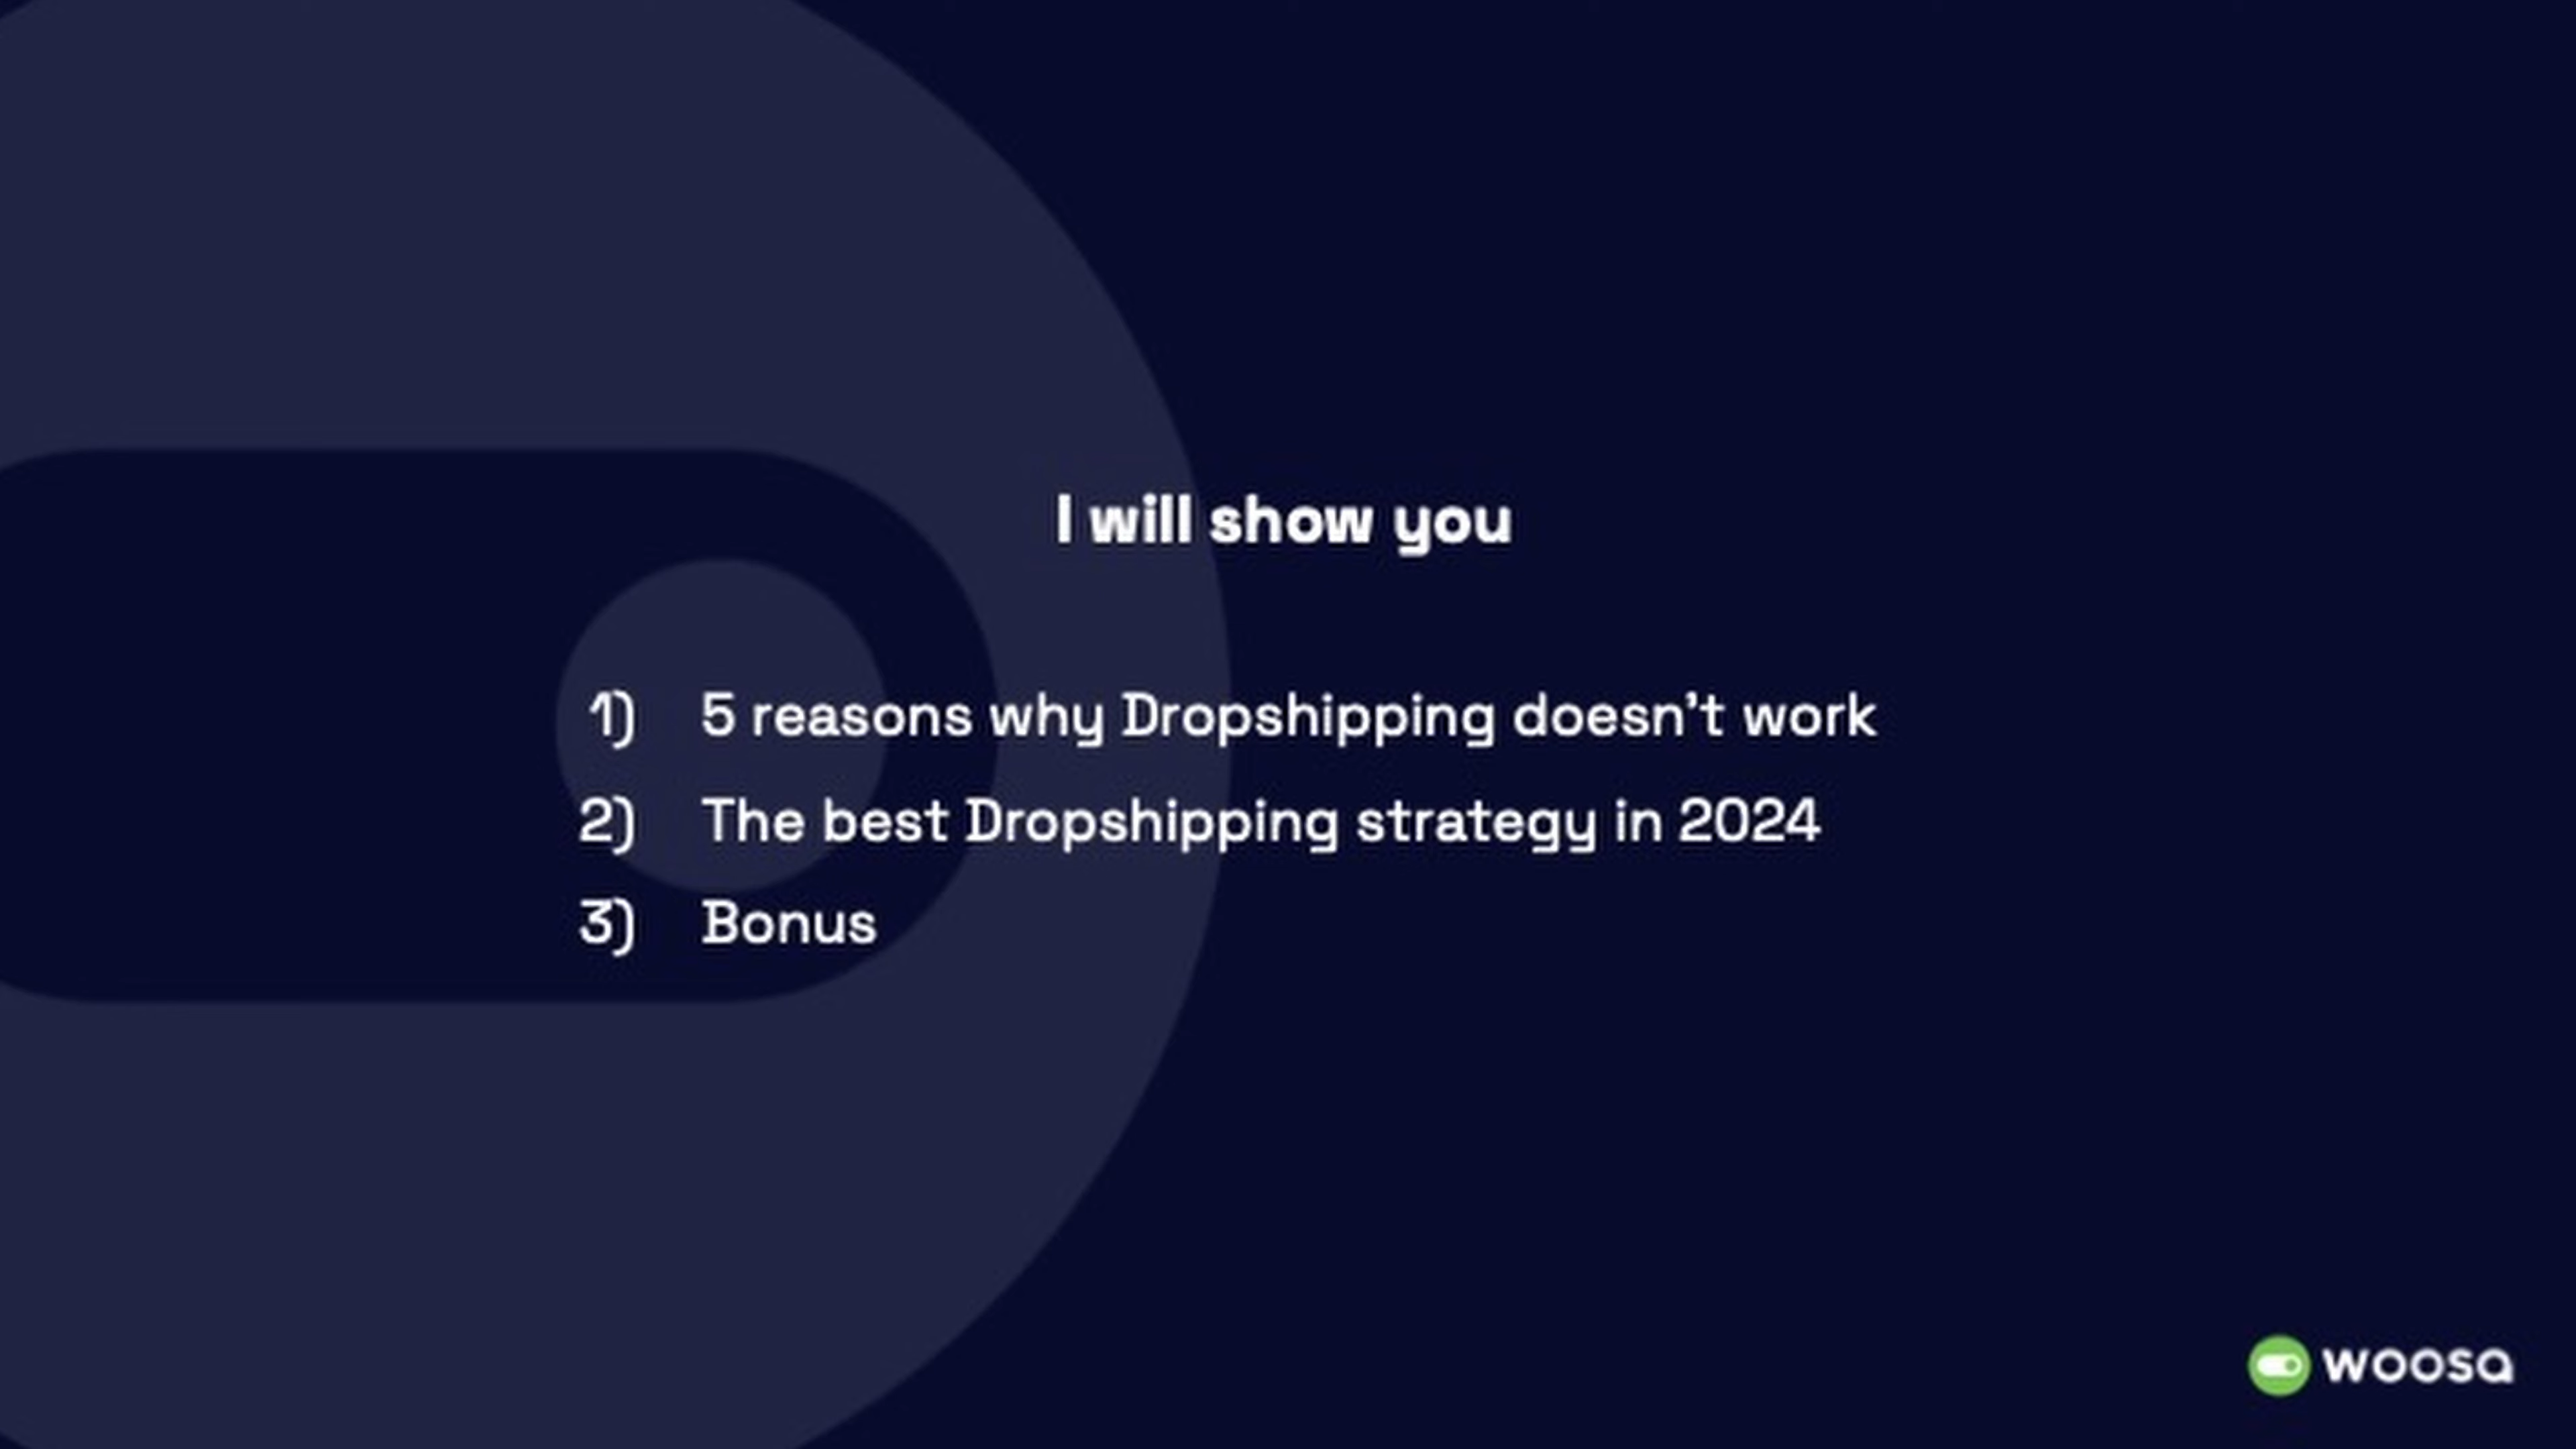 I will show you
1) 5 reasons why Dropshipping doesn't work
2) The best Dropshipping strategy in 2024
3) Bonus
woosa